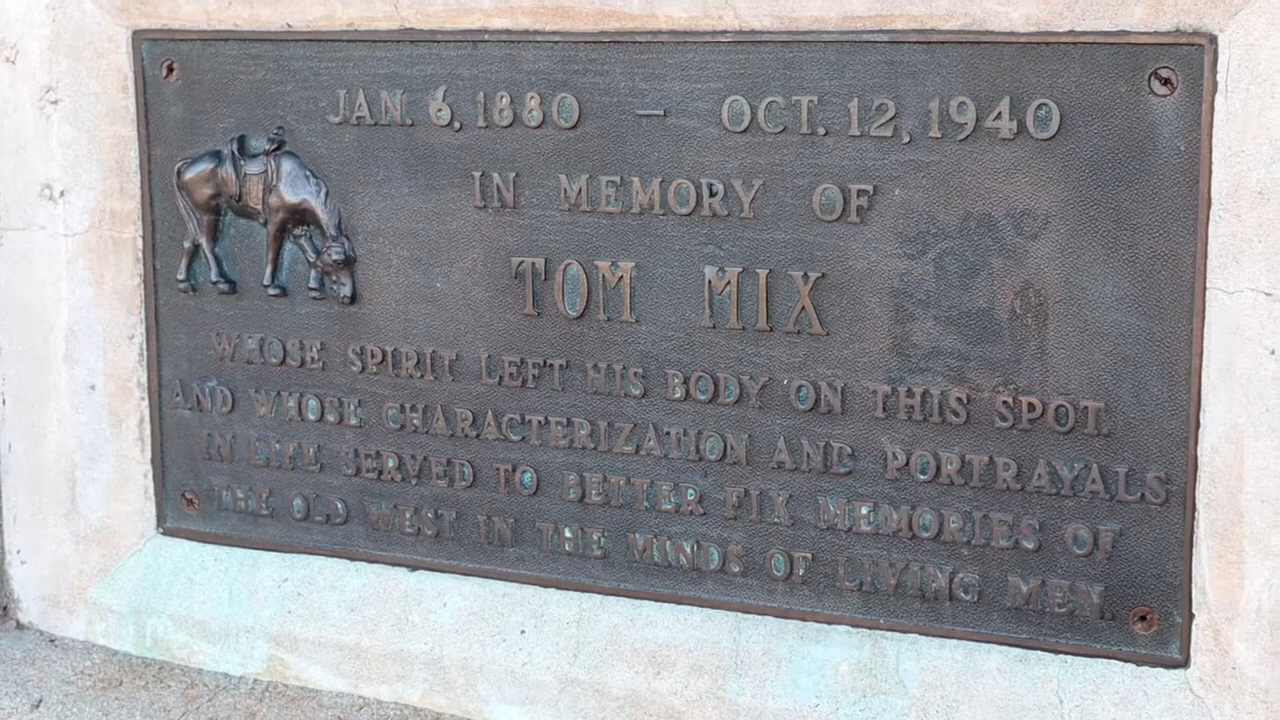 JAN. 6, 1880 – OCT. 12, 1940
IN MEMORY OF
TOM MIX
WHOSE SPIRIT LEFT HIS BODY ON THIS SPOT.
AND WHOSE CHARACTERIZATION AND PORTRAYALS
IN LIFE SERVED TO BETTER FIX MEMORIES OF
THE OLD WEST IN THE MINDS OF LIVING MEN.